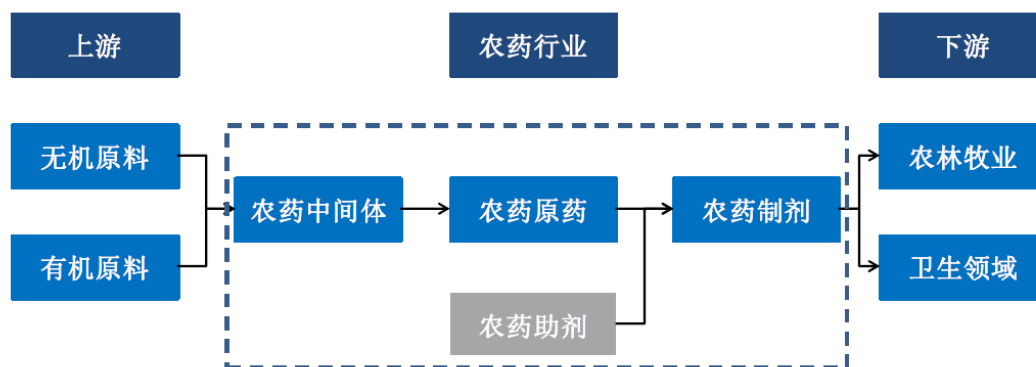 上游
农药行业
下游
无机原料
农林牧业
农药中间体
农药原药
农药制剂
有机原料
卫生领域
农药助剂